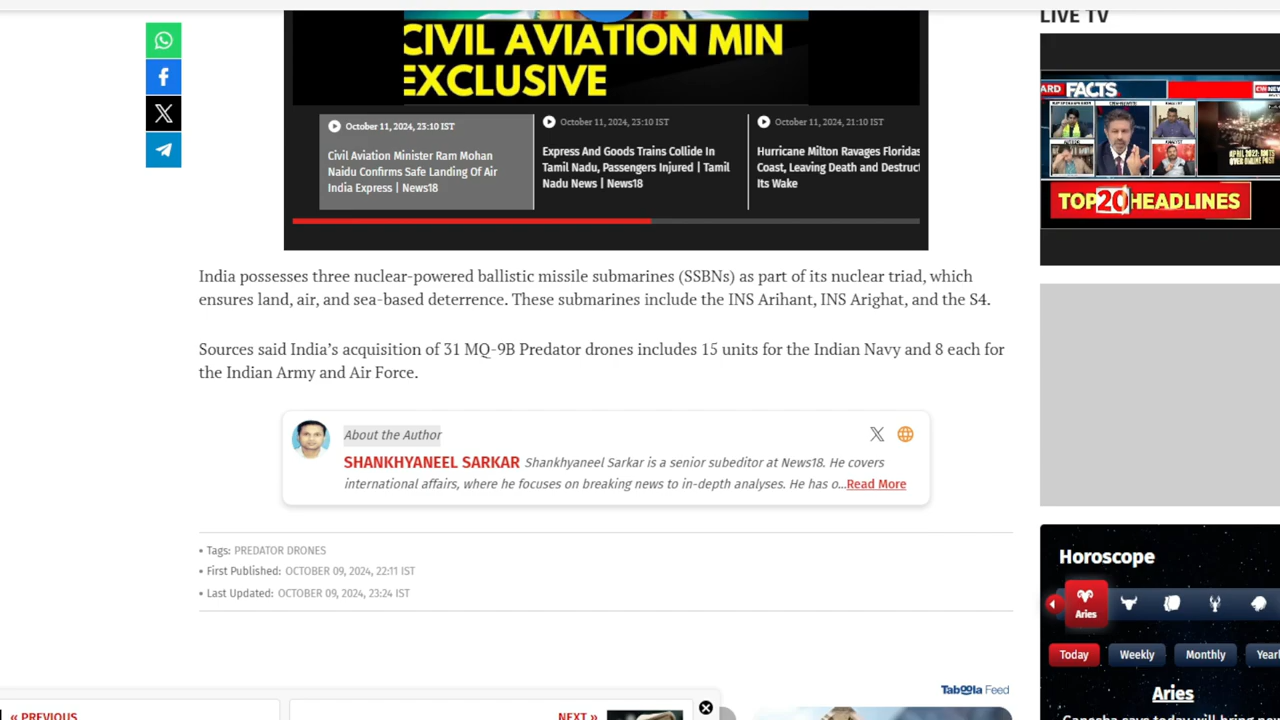 LIVE TV
CIVIL AVIATION MIN
EXCLUSIVE
October 11, 2024, 23:10 IST
Civil Aviation Minister Ram Mohan
Naidu Confirms Safe Landing Of Air
India Express | News18
October 11, 2024, 23:10 IST
Express And Goods Trains Collide In
Tamil Nadu, Passengers Injured | Tamil
Nadu News | News18
October 11, 2024, 21:10 IST
Hurricane Milton Ravages Floridas
Coast, Leaving Death and Destruct
Its Wake
ARD FACTS
TOP 20 HEADLINES
India possesses three nuclear-powered ballistic missile submarines (SSBNs) as part of its nuclear triad, which
ensures land, air, and sea-based deterrence. These submarines include the INS Arihant, INS Arighat, and the S4.
Sources said India’s acquisition of 31 MQ-9B Predator drones includes 15 units for the Indian Navy and 8 each for
the Indian Army and Air Force.
About the Author
SHANKHYANEEL SARKAR Shankhyaneel Sarkar is a senior subeditor at News18. He covers
international affairs, where he focuses on breaking news to in-depth analyses. He has o...Read More
• Tags: PREDATOR DRONES
• First Published: OCTOBER 09, 2024, 22:11 IST
• Last Updated: OCTOBER 09, 2024, 23:24 IST
Horoscope
Aries
Today Weekly Monthly Yearl
Aries
Ganesha says today will bring n
Taboola Feed
« PREVIOUS
NEXT »